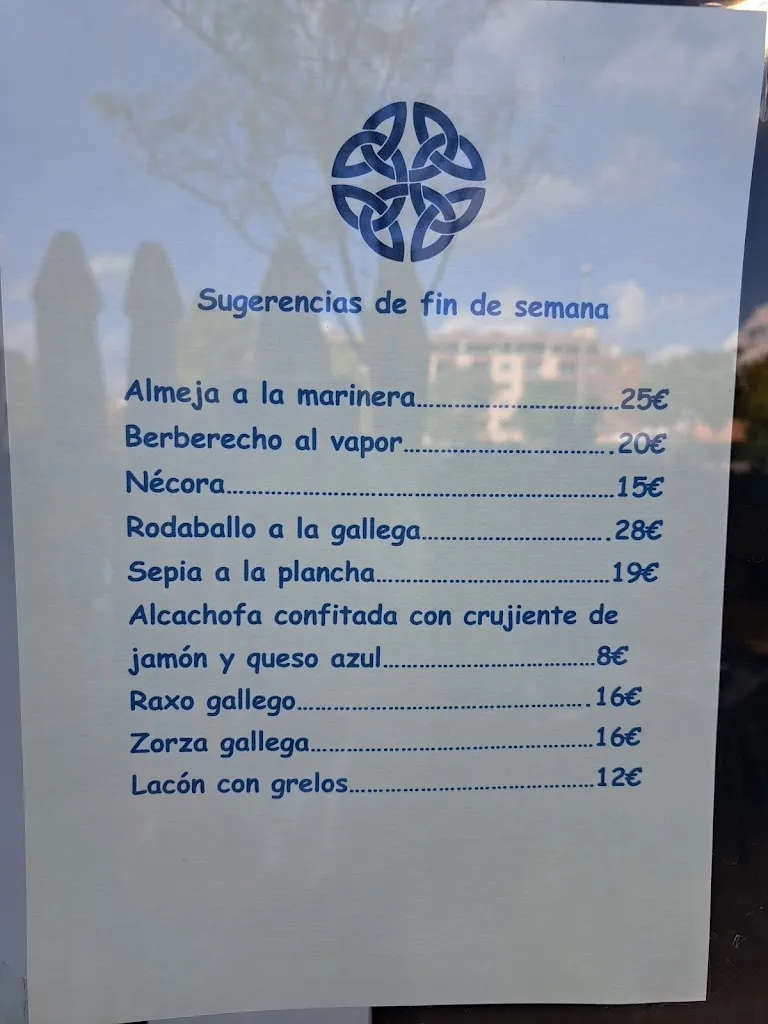 Sugerencias de fin de semana
Almeja a la marinera..........................25€
Berberecho al vapor..........................20€
Nécora..........................15€
Rodaballo a la gallega..........................28€
Sepia a la plancha..........................19€
Alcachofa confitada con crujiente de
jamón y queso azul..........................8€
Raxo gallego..........................16€
Zorza gallega..........................16€
Lacón con grelos..........................12€